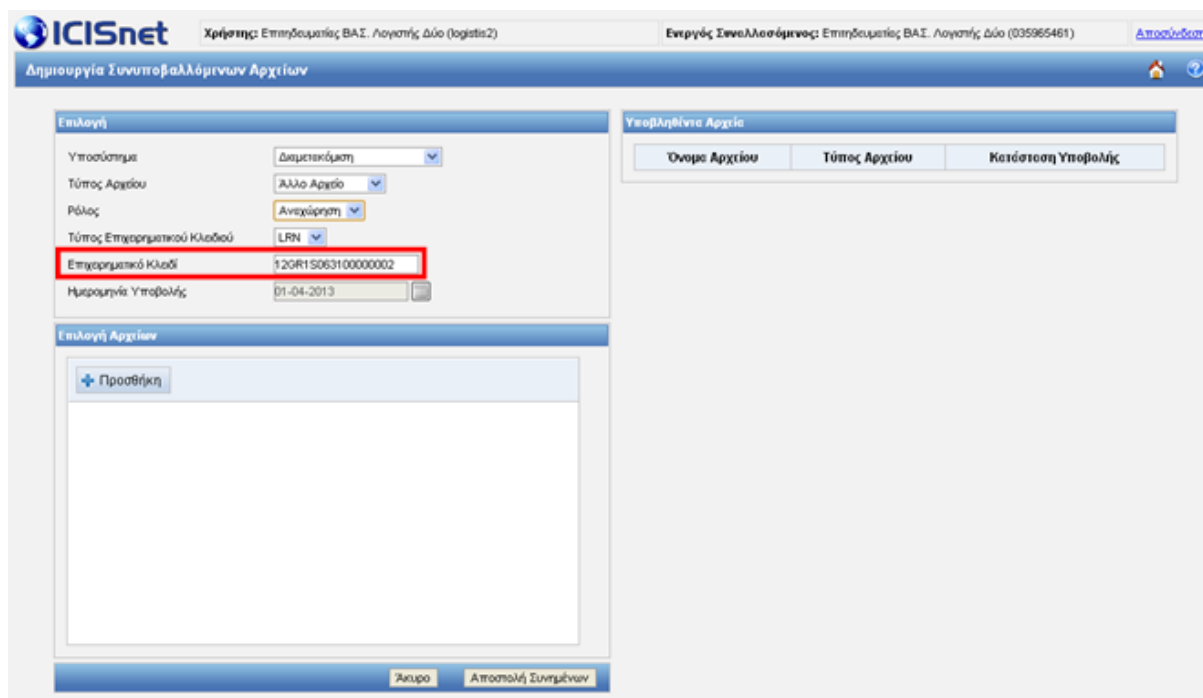 ICISnet
Χρήστης: Επιτηδευματίας ΒΑΣ. Λογιστής Δύο (logistis2)
Ενεργός Συναλλασόμενος: Επιτηδευματίας ΒΑΣ. Λογιστής Δύο (035965461)
Δημιουργία Συνυποβαλλόμενων Αρχείων
Επιλογή
Υποσύστημα Διαμετακόμιση
Τύπος Αρχείου Άλλο Αρχείο
Ρόλος Αναχώρηση
Τύπος Επιχειρηματικού Κλειδιού LRN
Επιχειρηματικό Κλειδί 12GR1S063100000002
Ημερομηνία Υποβολής 01-04-2013
Επιλογή Αρχείων
Προσθήκη
Άκυρο Αποστολή Συνημένων
Υποβληθέντα Αρχεία
Όνομα Αρχείου Τύπος Αρχείου Κατάσταση Υποβολής